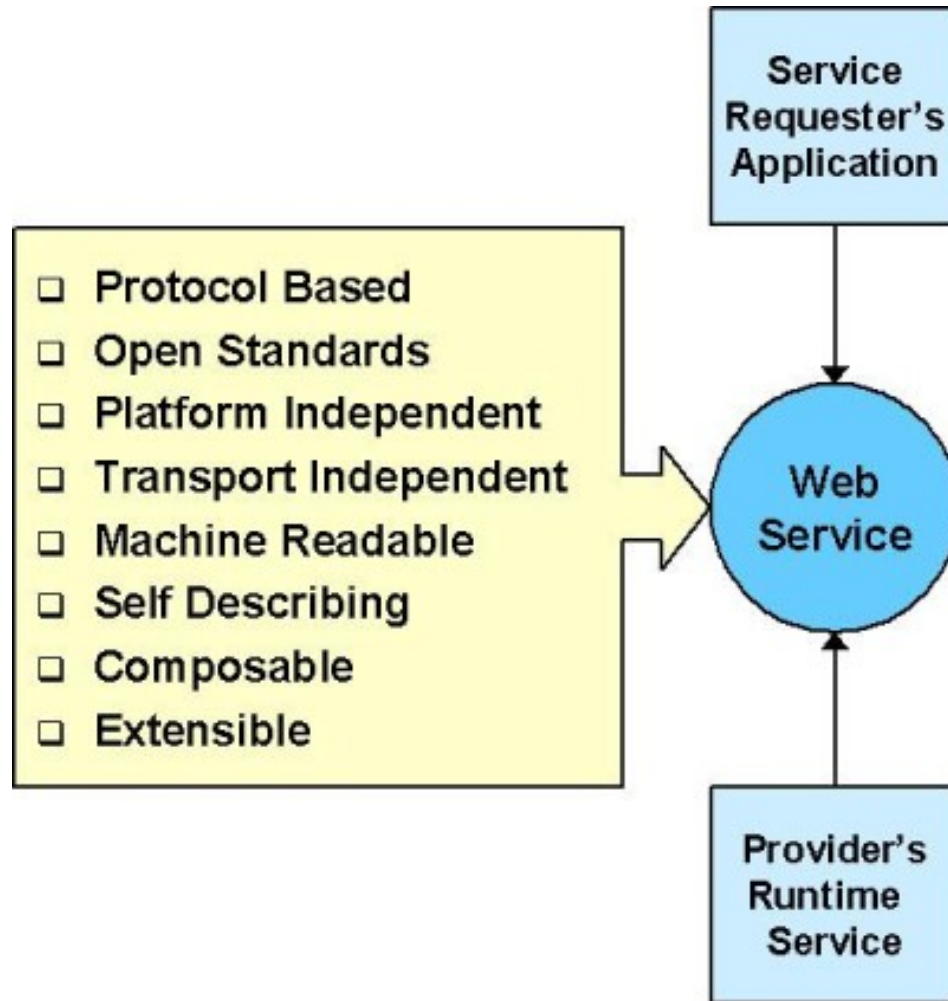 Service
Requester's
Application
Protocol Based
Open Standards
Platform Independent
Transport Independent
Machine Readable
Self Describing
Composable
Extensible
Web
Service
Provider's
Runtime
Service